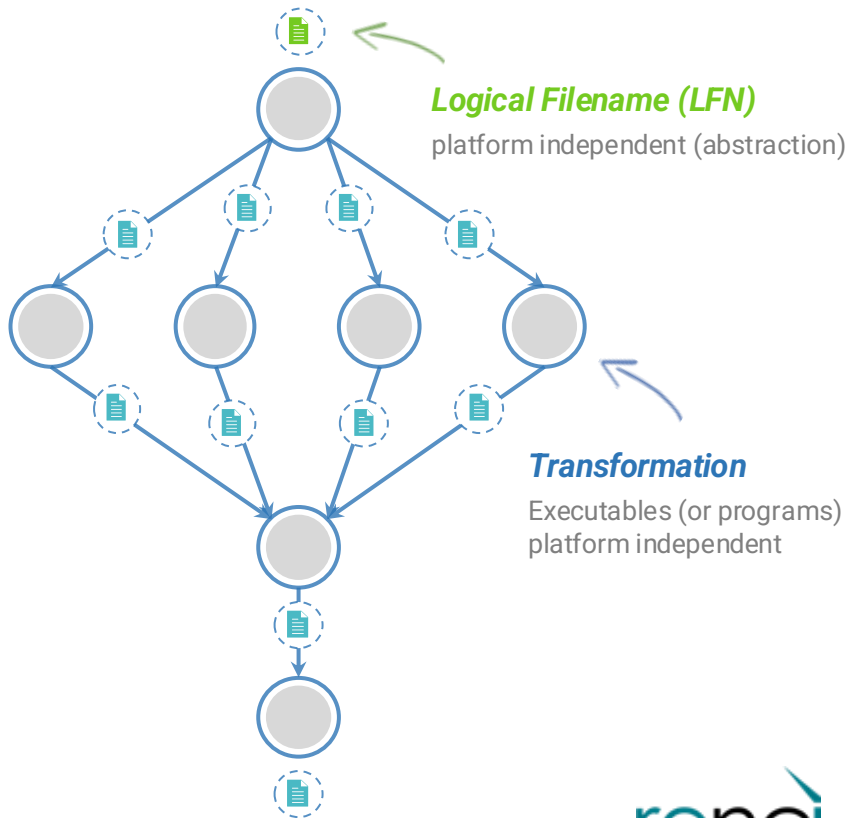 Logical Filename (LFN)
platform independent (abstraction)
Transformation
Executables (or programs)
platform independent